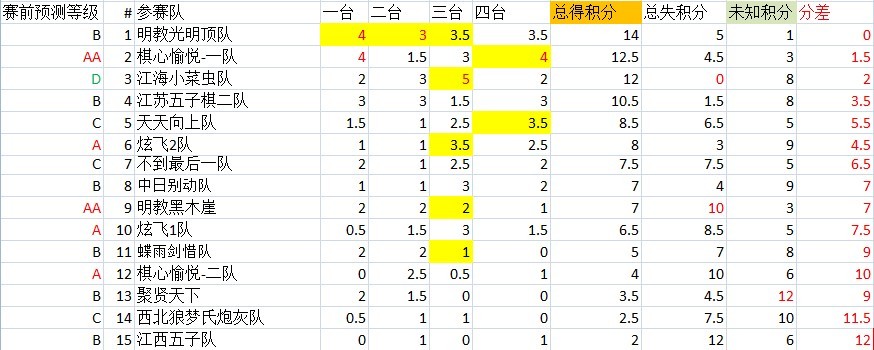 赛前预测等级 # 参赛队 一台 二台 三台 四台 总得积分 总失积分 未知积分 分差
B 1 明教光明顶队 4 3 3.5 3.5 14 5 1 0
AA 2 棋心愉悦-一队 4 1.5 3 4 12.5 4.5 3 1.5
D 3 江海小菜虫队 2 3 5 2 12 0 8 2
B 4 江苏五子棋二队 3 3 1.5 3 10.5 1.5 8 3.5
C 5 天天向上队 1.5 1 2.5 3.5 8.5 6.5 5 5.5
A 6 炫飞2队 1 1 3.5 2.5 8 3 9 4.5
C 7 不到最后一队 2 1 2.5 2 7.5 7.5 5 6.5
B 8 中日别动队 1 1 3 2 7 4 9 7
AA 9 明教黑木崖 2 2 2 1 7 10 3 7
A 10 炫飞1队 0.5 1.5 3 1.5 6.5 8.5 5 7.5
B 11 蝶雨剑惜队 2 2 1 0 5 7 8 9
A 12 棋心愉悦-二队 0 2.5 0.5 1 4 10 6 10
B 13 聚贤天下 2 1.5 0 0 3.5 4.5 12 9
C 14 西北狼梦氏炮灰队 0.5 1 1 0 2.5 7.5 10 11.5
B 15 江西五子队 0 1 0 1 2 12 6 12